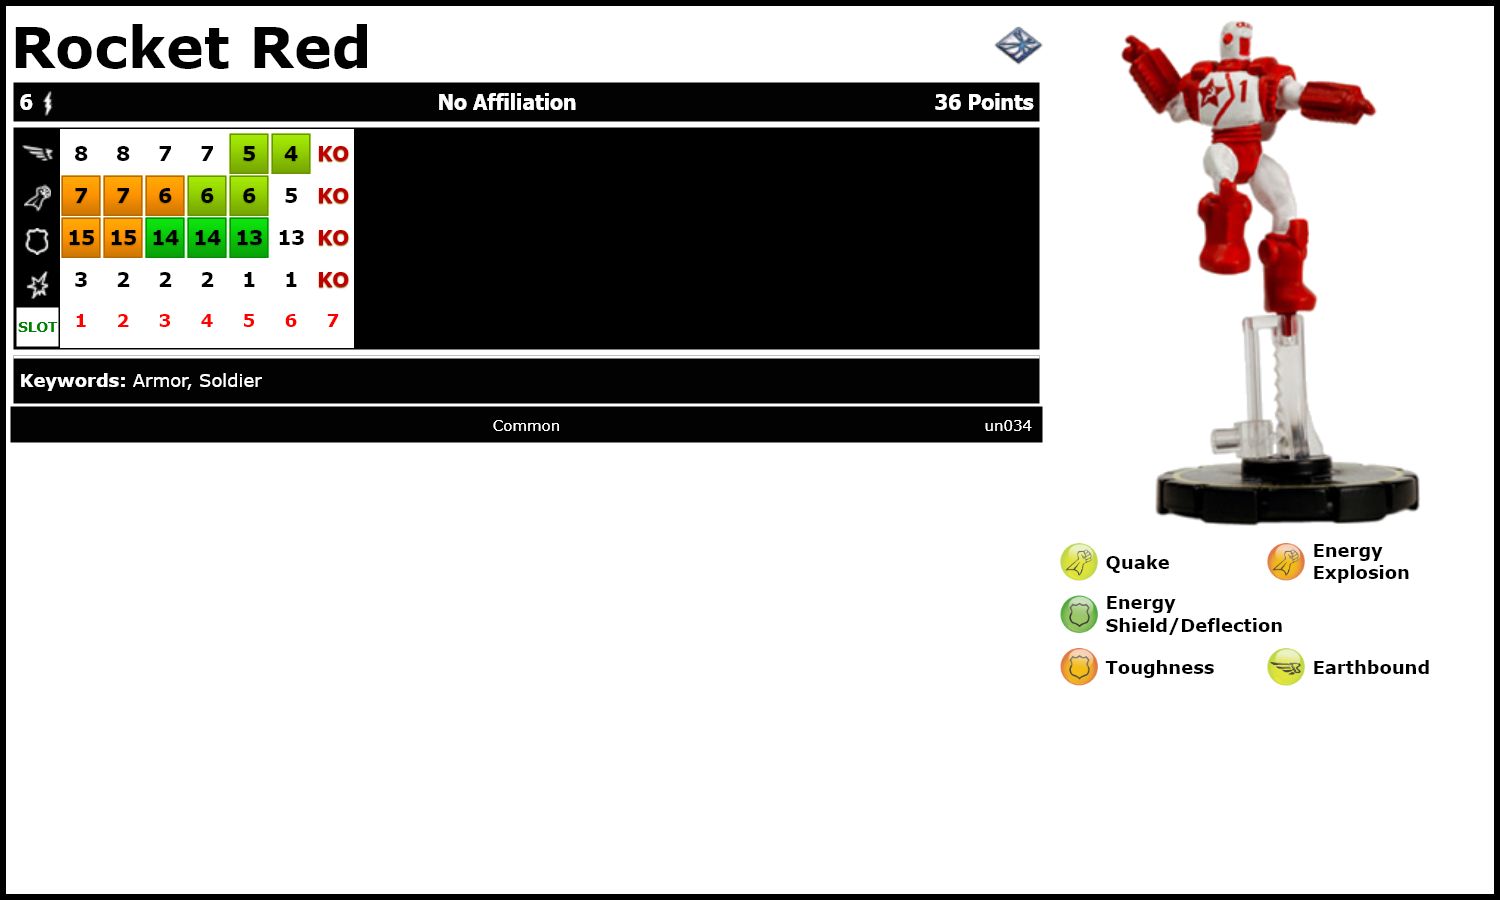 Rocket Red
6 No Affiliation 36 Points
8 8 7 7 5 4 KO
7 7 6 6 6 5 KO
15 15 14 14 13 13 KO
3 2 2 2 1 1 KO
SLOT 1 2 3 4 5 6 7
Keywords: Armor, Soldier
Common un034
1
Quake
Energy
Explosion
Energy
Shield/Deflection
Toughness
Earthbound